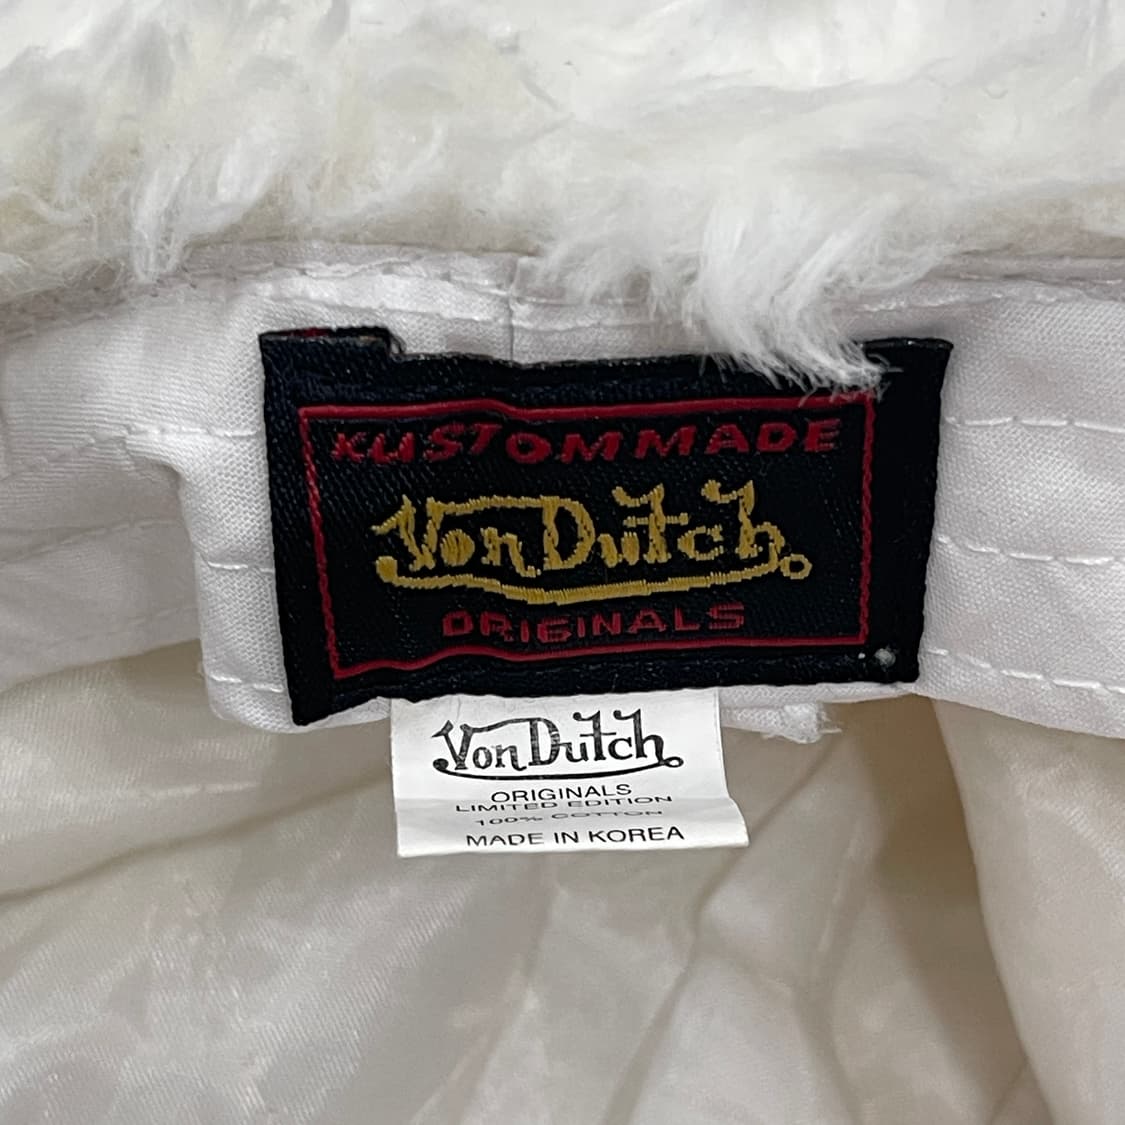 KUSTOMMADE
Von Dutch
ORIGINALS
Von Dutch
ORIGINALS
LIMITED EDITION
100% COTTON
MADE IN KOREA